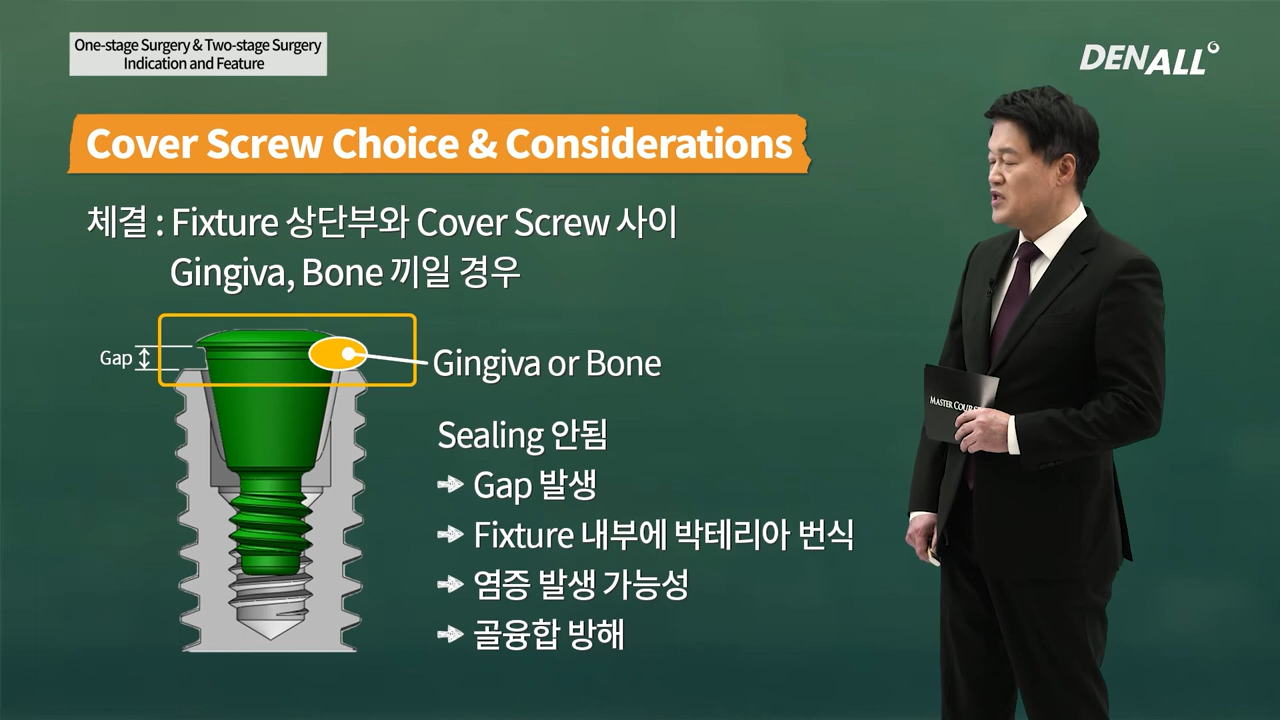 One-stage Surgery & Two-stage Surgery
Indication and Feature
DENALL
Cover Screw Choice & Considerations
체결 : Fixture 상단부와 Cover Screw 사이
Gingiva, Bone 끼일 경우
Gap
Gingiva or Bone
Sealing 안됨
Gap 발생
Fixture 내부에 박테리아 번식
염증 발생 가능성
골융합 방해
MASTER COURSE